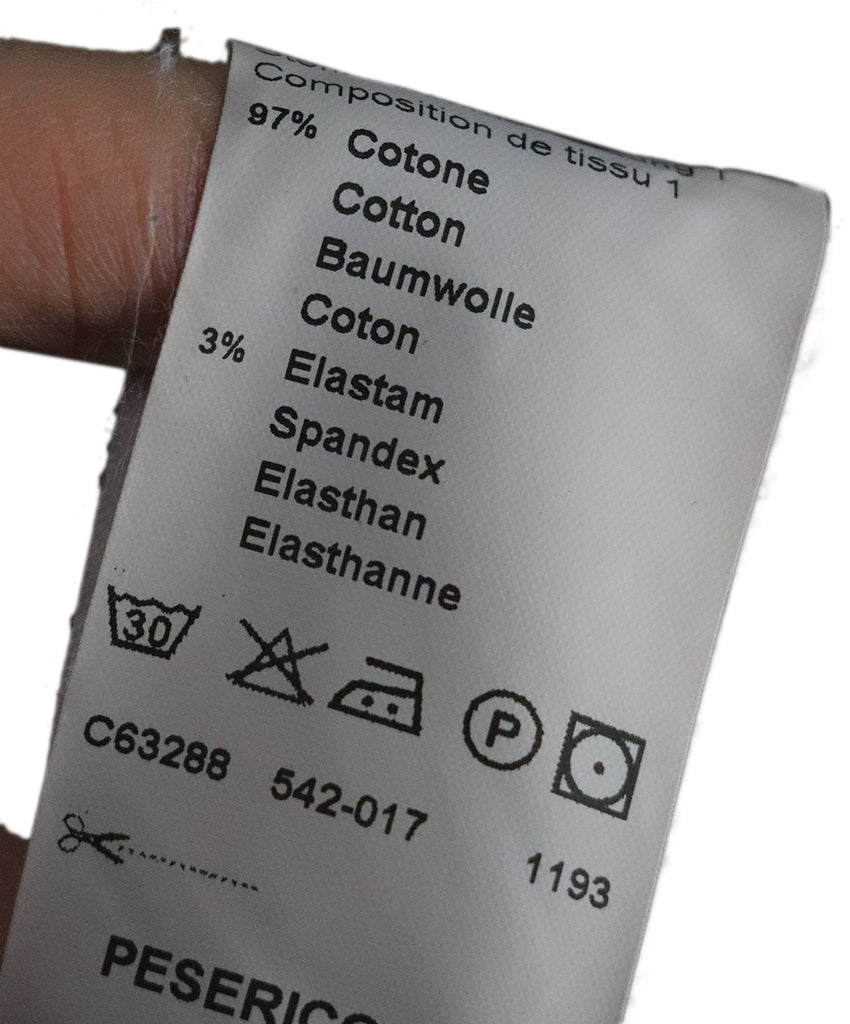 Composition de tissu 1
97% Cotone
Cotton
Baumwolle
Coton
3% Elastam
Spandex
Elasthan
Elasthanne
30
P
C63288 542-017 1193
PESERICO